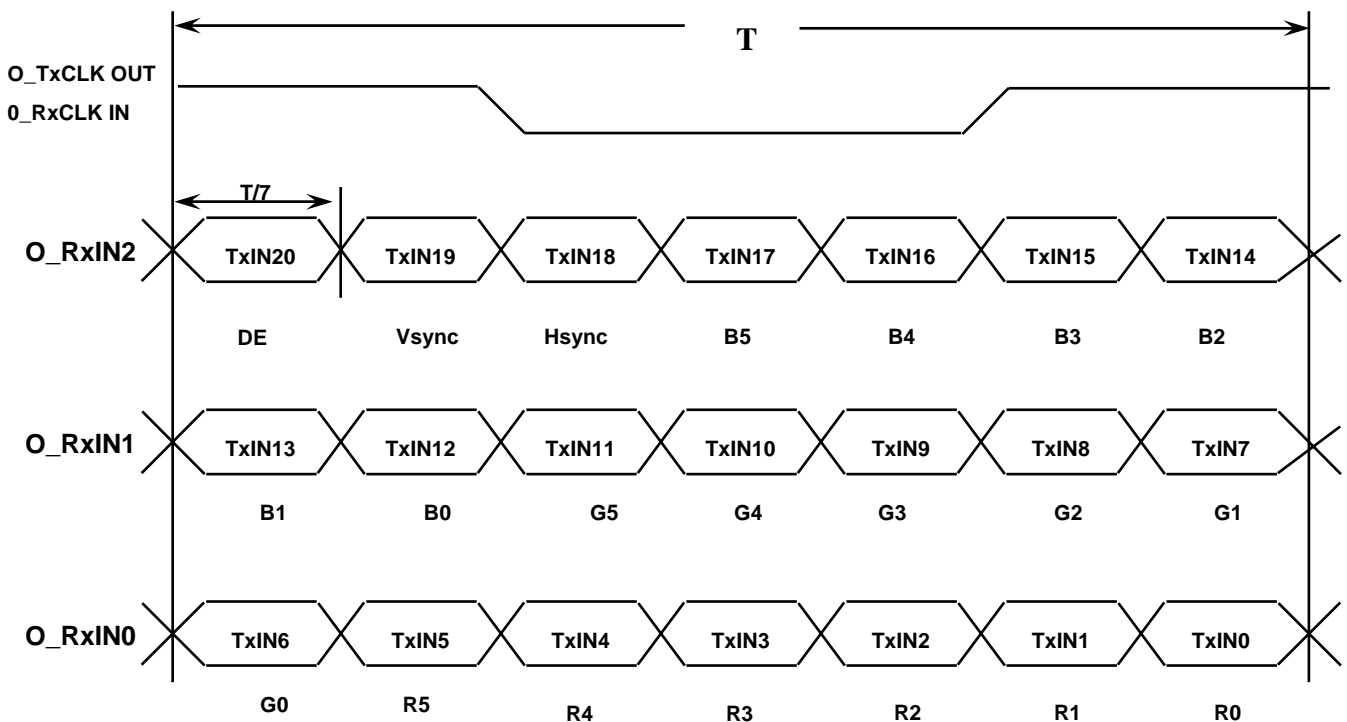 T
O_TxCLK OUT
0_RxCLK IN
T/7
O_RxIN2 TxIN20 TxIN19 TxIN18 TxIN17 TxIN16 TxIN15 TxIN14
DE Vsync Hsync B5 B4 B3 B2
O_RxIN1 TxIN13 TxIN12 TxIN11 TxIN10 TxIN9 TxIN8 TxIN7
B1 B0 G5 G4 G3 G2 G1
O_RxIN0 TxIN6 TxIN5 TxIN4 TxIN3 TxIN2 TxIN1 TxIN0
G0 R5 R4 R3 R2 R1 R0